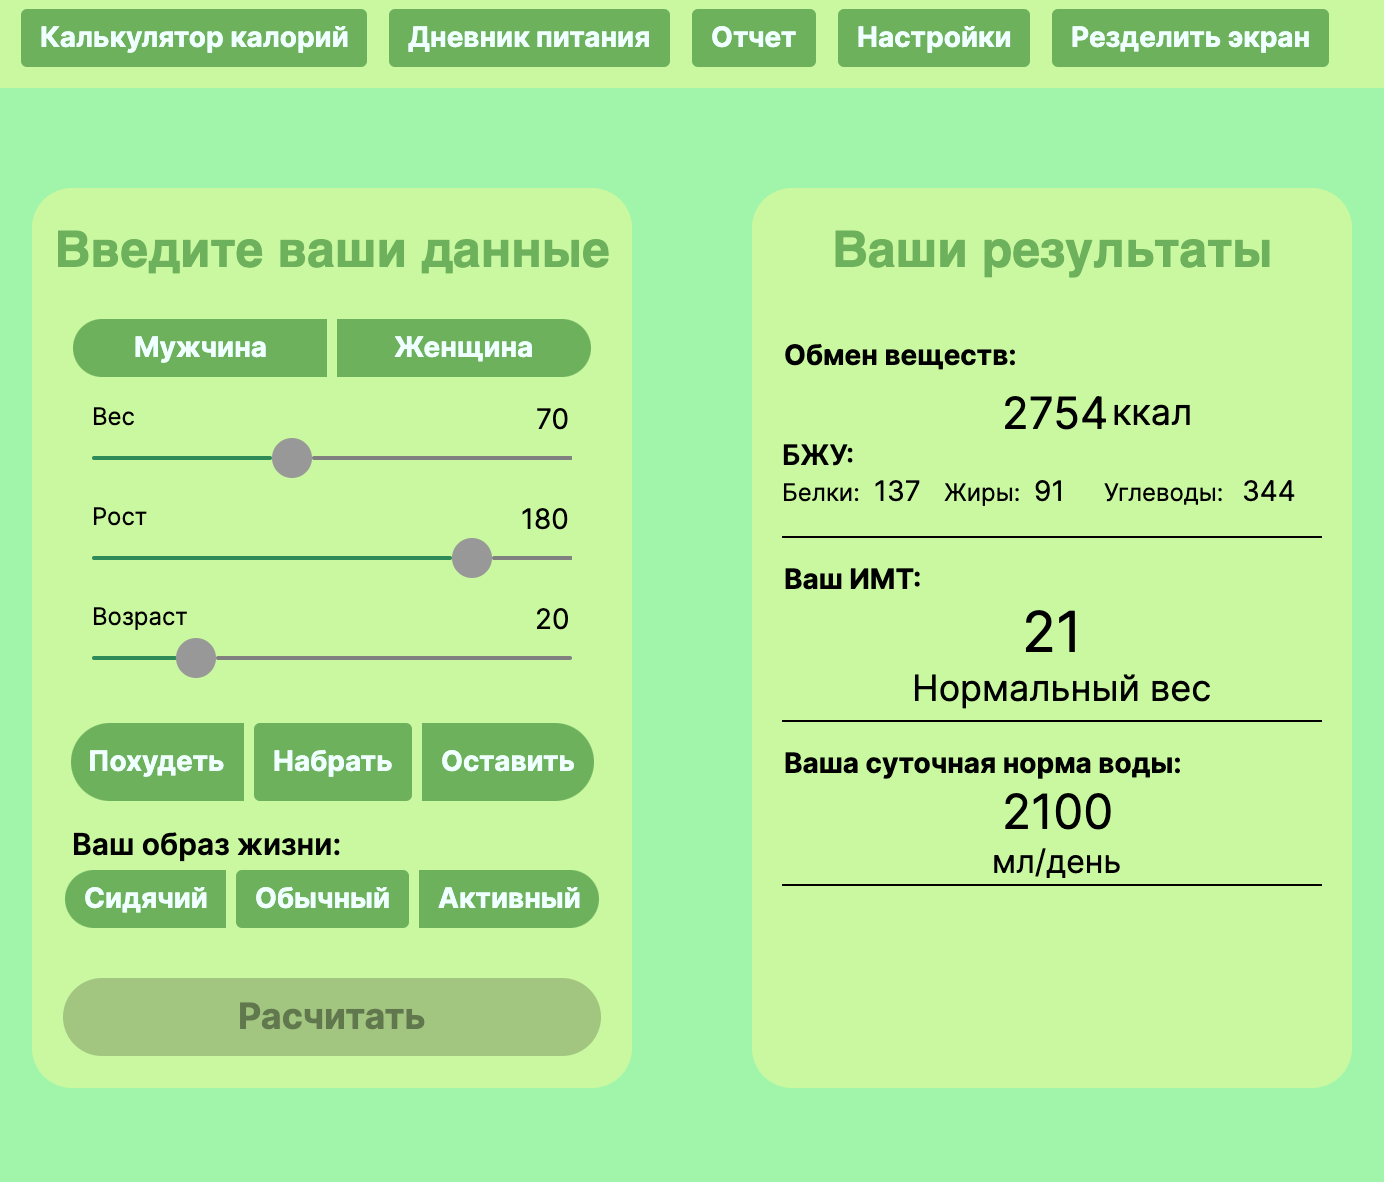 Калькулятор калорий Дневник питания Отчет Настройки Резделить экран
Введите ваши данные
Мужчина Женщина
Вес 70
Рост 180
Возраст 20
Похудеть Набрать Оставить
Ваш образ жизни:
Сидячий Обычный Активный
Расчитать
Ваши результаты
Обмен веществ:
2754 ккал
БЖУ:
Белки: 137 Жиры: 91 Углеводы: 344
Ваш ИМТ:
21
Нормальный вес
Ваша суточная норма воды:
2100
мл/день